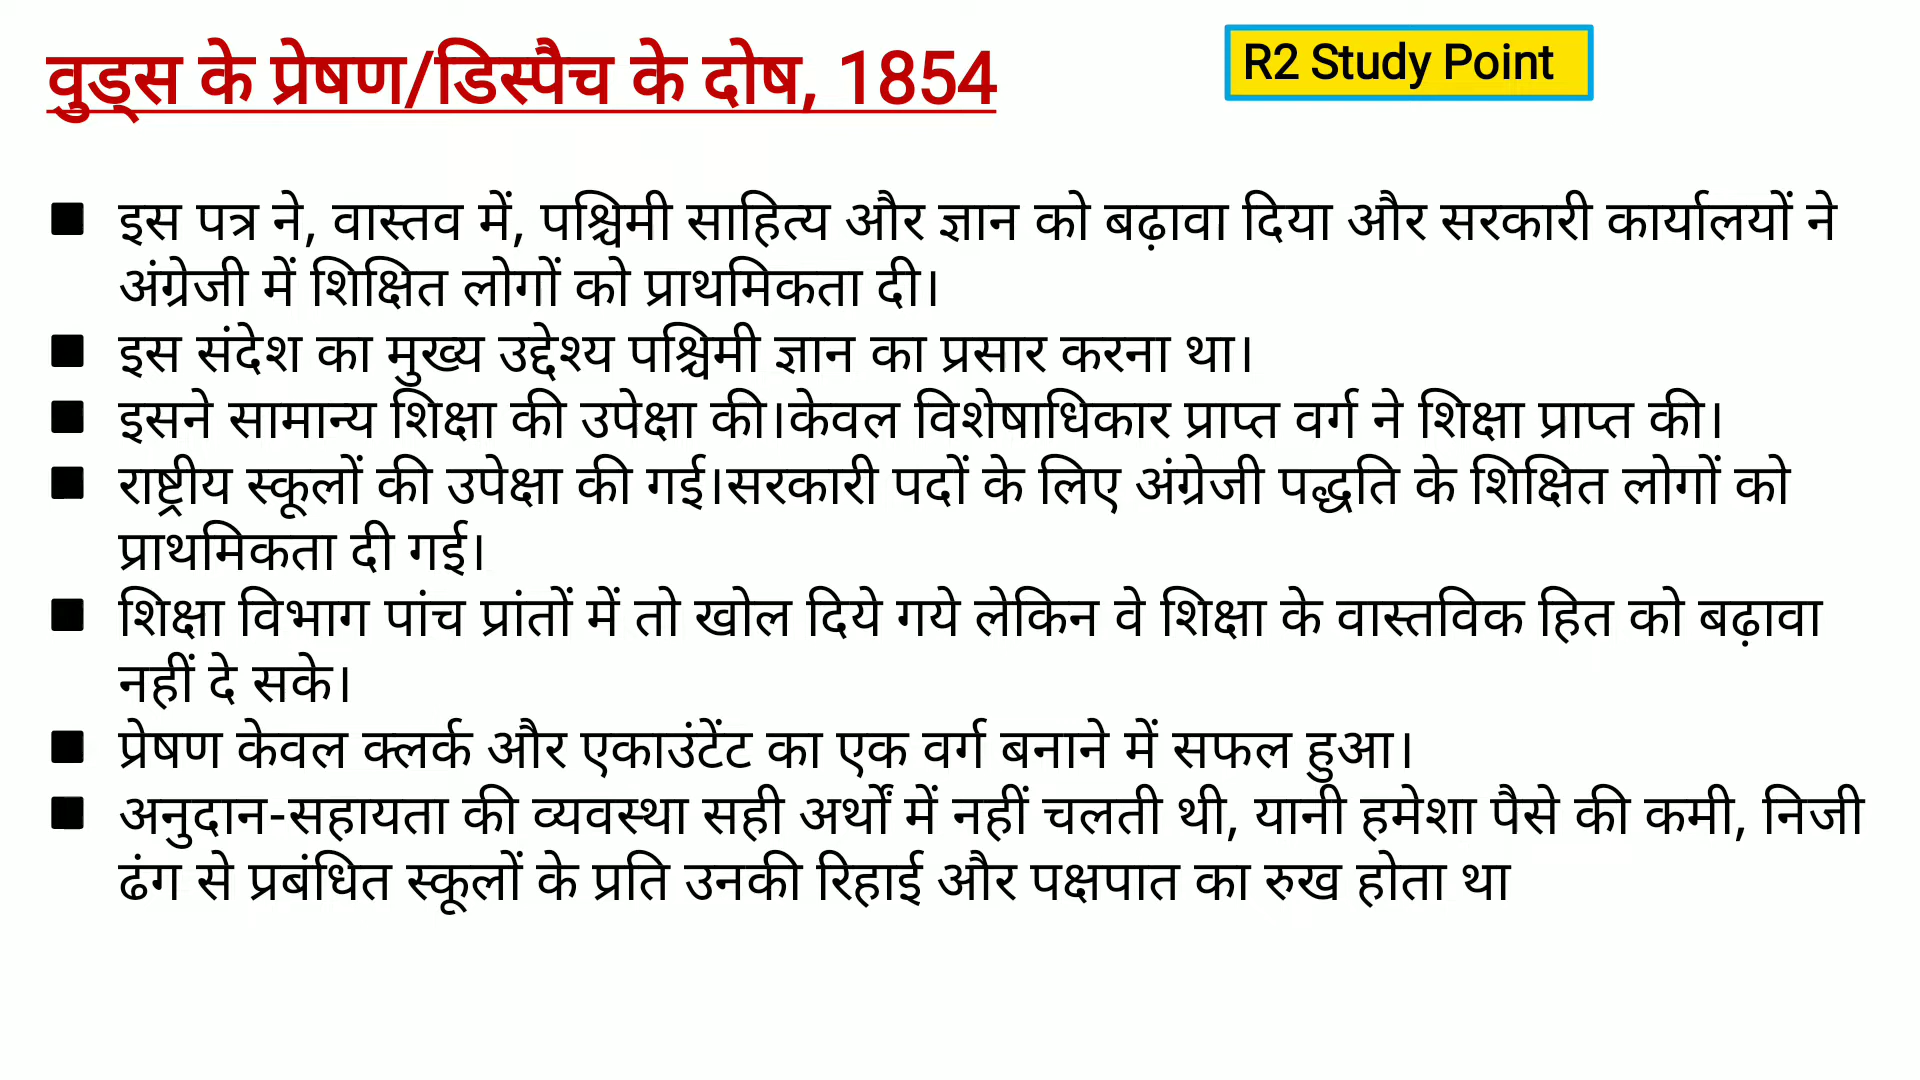 वुड्स के प्रेषण/डिस्पैच के दोष, 1854
R2 Study Point
■ इस पत्र ने, वास्तव में, पश्चिमी साहित्य और ज्ञान को बढ़ावा दिया और सरकारी कार्यालयों ने
अंग्रेजी में शिक्षित लोगों को प्राथमिकता दी।
■ इस संदेश का मुख्य उद्देश्य पश्चिमी ज्ञान का प्रसार करना था।
■ इसने सामान्य शिक्षा की उपेक्षा की।केवल विशेषाधिकार प्राप्त वर्ग ने शिक्षा प्राप्त की।
■ राष्ट्रीय स्कूलों की उपेक्षा की गई।सरकारी पदों के लिए अंग्रेजी पद्धति के शिक्षित लोगों को
प्राथमिकता दी गई।
■ शिक्षा विभाग पांच प्रांतों में तो खोल दिये गये लेकिन वे शिक्षा के वास्तविक हित को बढ़ावा
नहीं दे सके।
■ प्रेषण केवल क्लर्क और एकाउंटेंट का एक वर्ग बनाने में सफल हुआ।
■ अनुदान-सहायता की व्यवस्था सही अर्थों में नहीं चलती थी, यानी हमेशा पैसे की कमी, निजी
ढंग से प्रबंधित स्कूलों के प्रति उनकी रिहाई और पक्षपात का रुख होता था